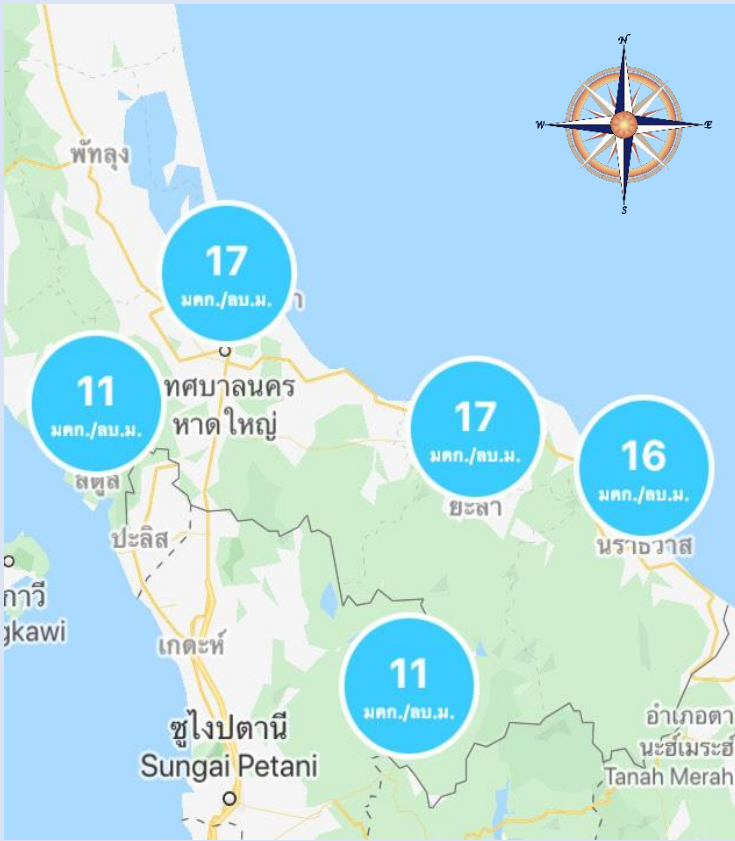 N
W
E
S
พัทลุง
17
มคก./ลบ.ม.
า
11
มคก./ลบ.ม.
ทศบาลนคร
หาดใหญ่
17
มคก./ลบ.ม.
16
มคก./ลบ.ม.
สตูล
ยะลา
ปะลิส
นราธิวาส
กาวี
gkawi
เกดะห์
11
มคก./ลบ.ม.
ซูไงปตานี
Sungai Petani
อำเภอตา
นะฮ์เมระฮ์
Tanah Merah